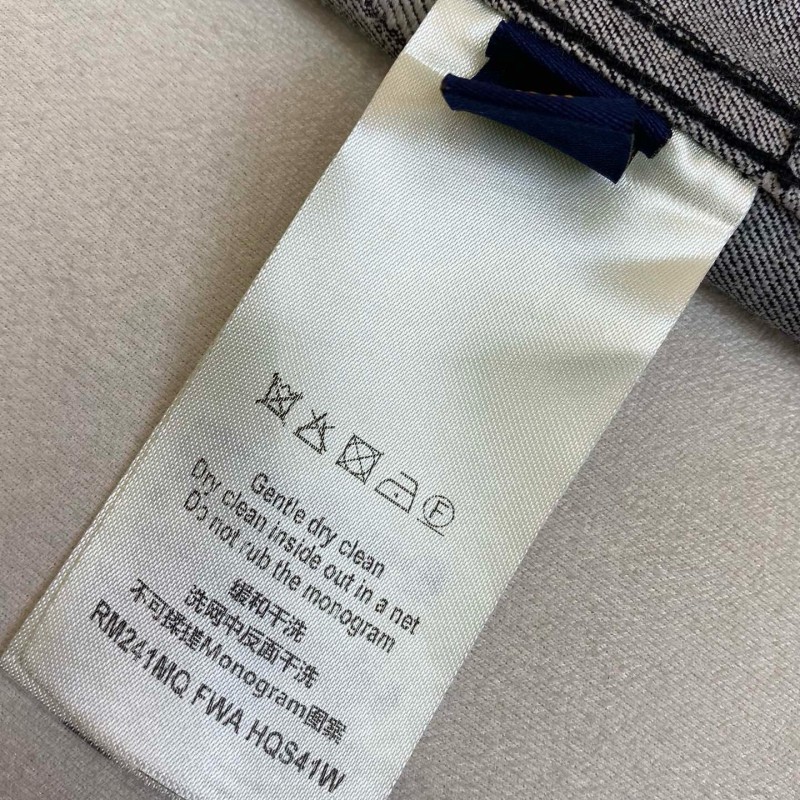 F
Gentle dry clean
Dry clean inside out in a net
Do not rub the monogram
缓和干洗
洗网中反面干洗
不可揉搓Monogram图案
RM241MIQ FWA HQS41W